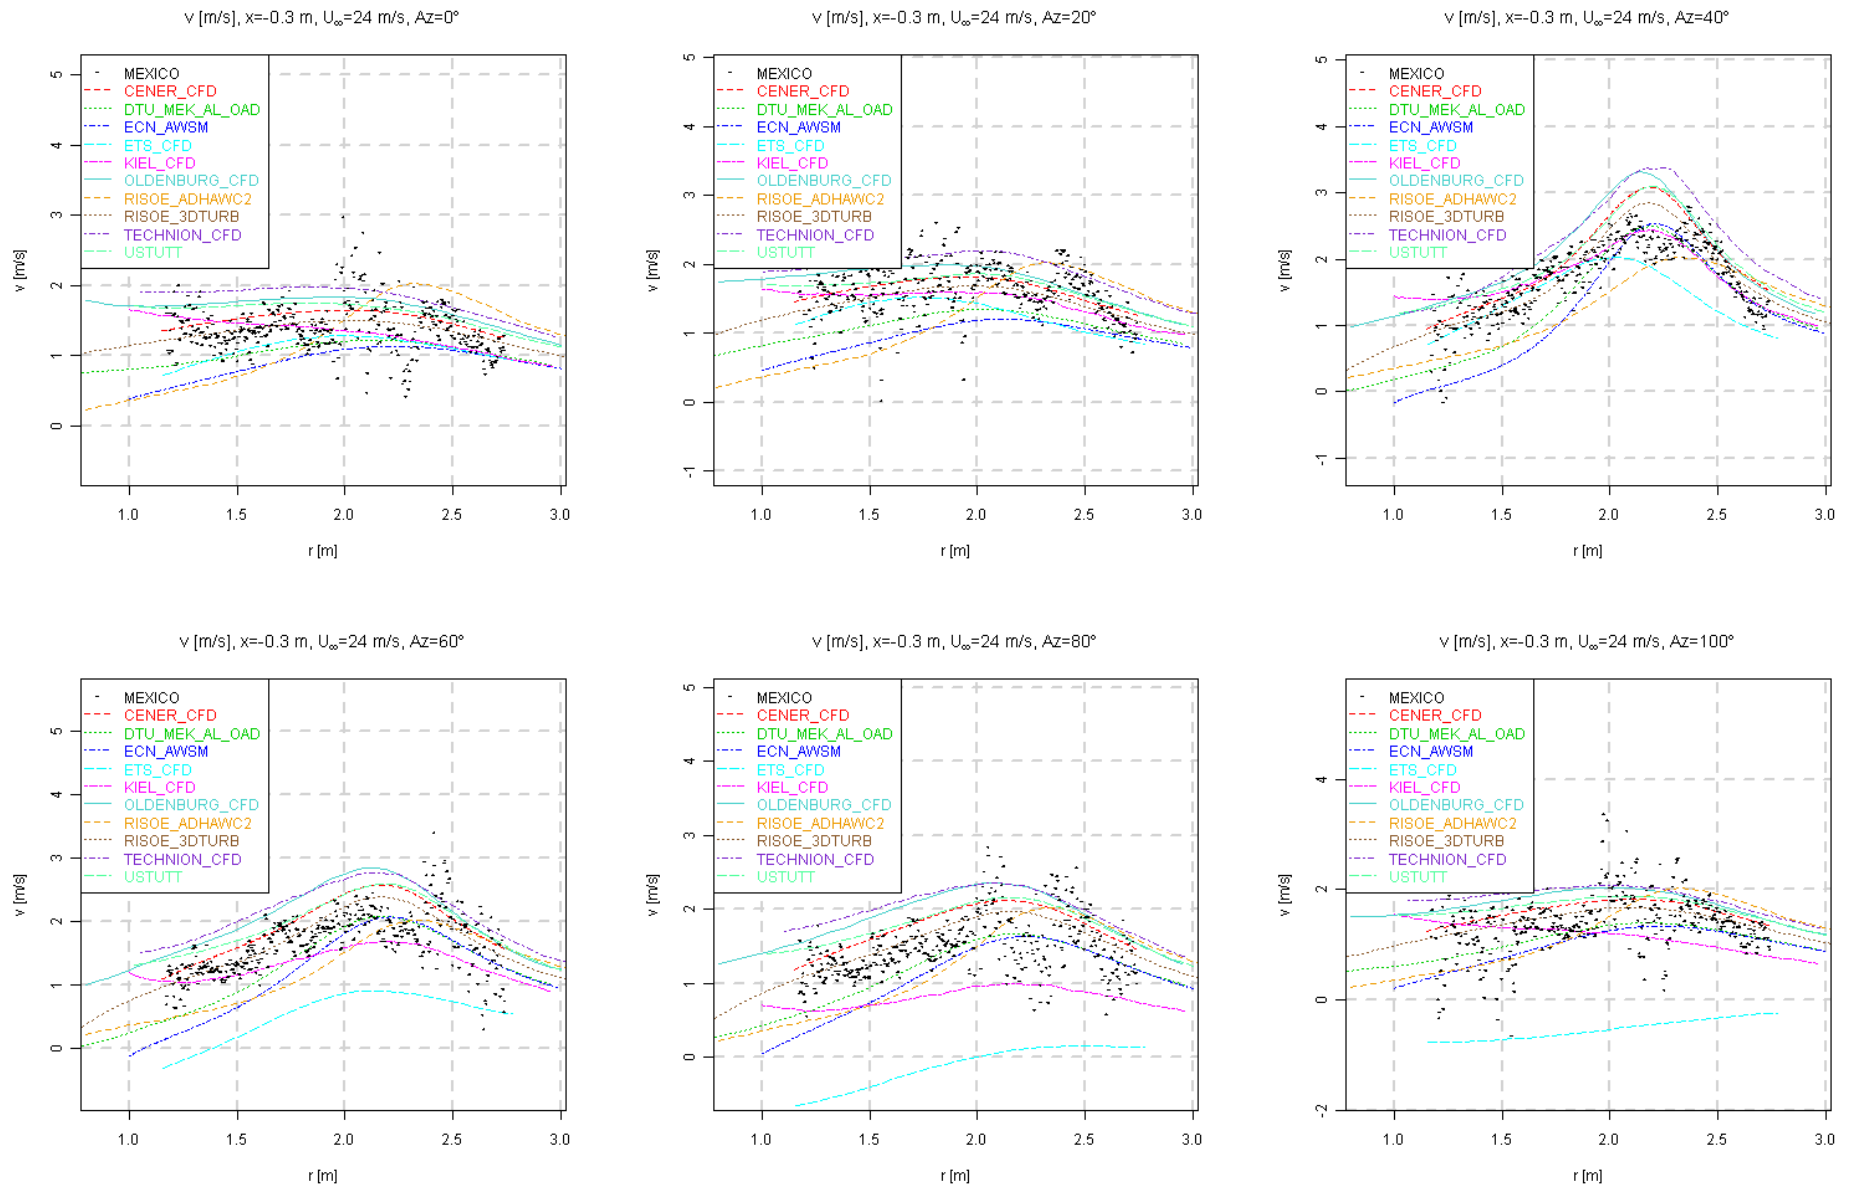 v [m/s], x=-0.3 m, U∞=24 m/s, Az=0°
v [m/s]
5
4
3
2
1
0
MEXICO
CENER_CFD
DTU_MEK_AL_OAD
ECN_AWSM
ETS_CFD
KIEL_CFD
OLDENBURG_CFD
RISOE_ADHAWC2
RISOE_3DTURB
TECHNION_CFD
USTUTT
1.0 1.5 2.0 2.5 3.0
r [m]
v [m/s], x=-0.3 m, U∞=24 m/s, Az=20°
v [m/s]
5
4
3
2
1
0
-1
MEXICO
CENER_CFD
DTU_MEK_AL_OAD
ECN_AWSM
ETS_CFD
KIEL_CFD
OLDENBURG_CFD
RISOE_ADHAWC2
RISOE_3DTURB
TECHNION_CFD
USTUTT
1.0 1.5 2.0 2.5 3.0
r [m]
v [m/s], x=-0.3 m, U∞=24 m/s, Az=40°
v [m/s]
5
4
3
2
1
0
-1
MEXICO
CENER_CFD
DTU_MEK_AL_OAD
ECN_AWSM
ETS_CFD
KIEL_CFD
OLDENBURG_CFD
RISOE_ADHAWC2
RISOE_3DTURB
TECHNION_CFD
USTUTT
1.0 1.5 2.0 2.5 3.0
r [m]
v [m/s], x=-0.3 m, U∞=24 m/s, Az=60°
v [m/s]
5
4
3
2
1
0
MEXICO
CENER_CFD
DTU_MEK_AL_OAD
ECN_AWSM
ETS_CFD
KIEL_CFD
OLDENBURG_CFD
RISOE_ADHAWC2
RISOE_3DTURB
TECHNION_CFD
USTUTT
1.0 1.5 2.0 2.5 3.0
r [m]
v [m/s], x=-0.3 m, U∞=24 m/s, Az=80°
v [m/s]
5
4
3
2
1
0
MEXICO
CENER_CFD
DTU_MEK_AL_OAD
ECN_AWSM
ETS_CFD
KIEL_CFD
OLDENBURG_CFD
RISOE_ADHAWC2
RISOE_3DTURB
TECHNION_CFD
USTUTT
1.0 1.5 2.0 2.5 3.0
r [m]
v [m/s], x=-0.3 m, U∞=24 m/s, Az=100°
v [m/s]
4
2
0
-2
MEXICO
CENER_CFD
DTU_MEK_AL_OAD
ECN_AWSM
ETS_CFD
KIEL_CFD
OLDENBURG_CFD
RISOE_ADHAWC2
RISOE_3DTURB
TECHNION_CFD
USTUTT
1.0 1.5 2.0 2.5 3.0
r [m]